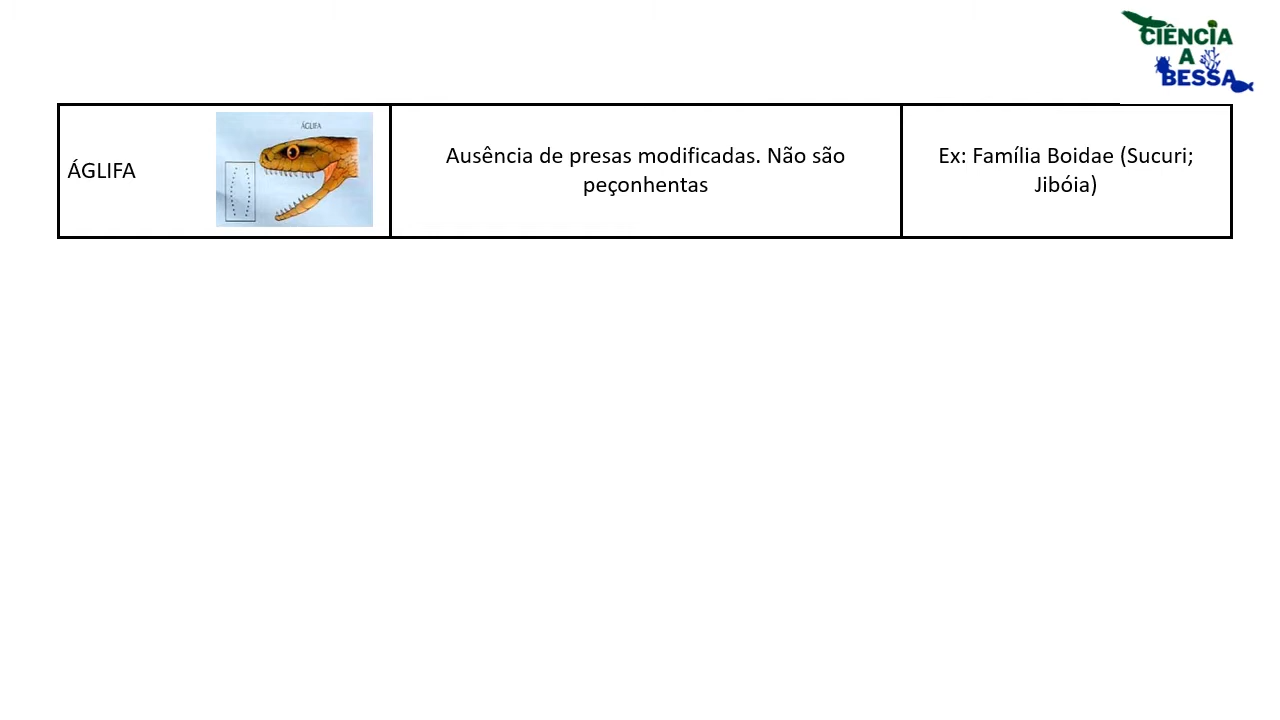 CIÊNCIA
A
BESSA
ÁGLIFA
ÁGLIFA
Ausência de presas modificadas. Não são
peçonhentas
Ex: Família Boidae (Sucuri;
Jibóia)